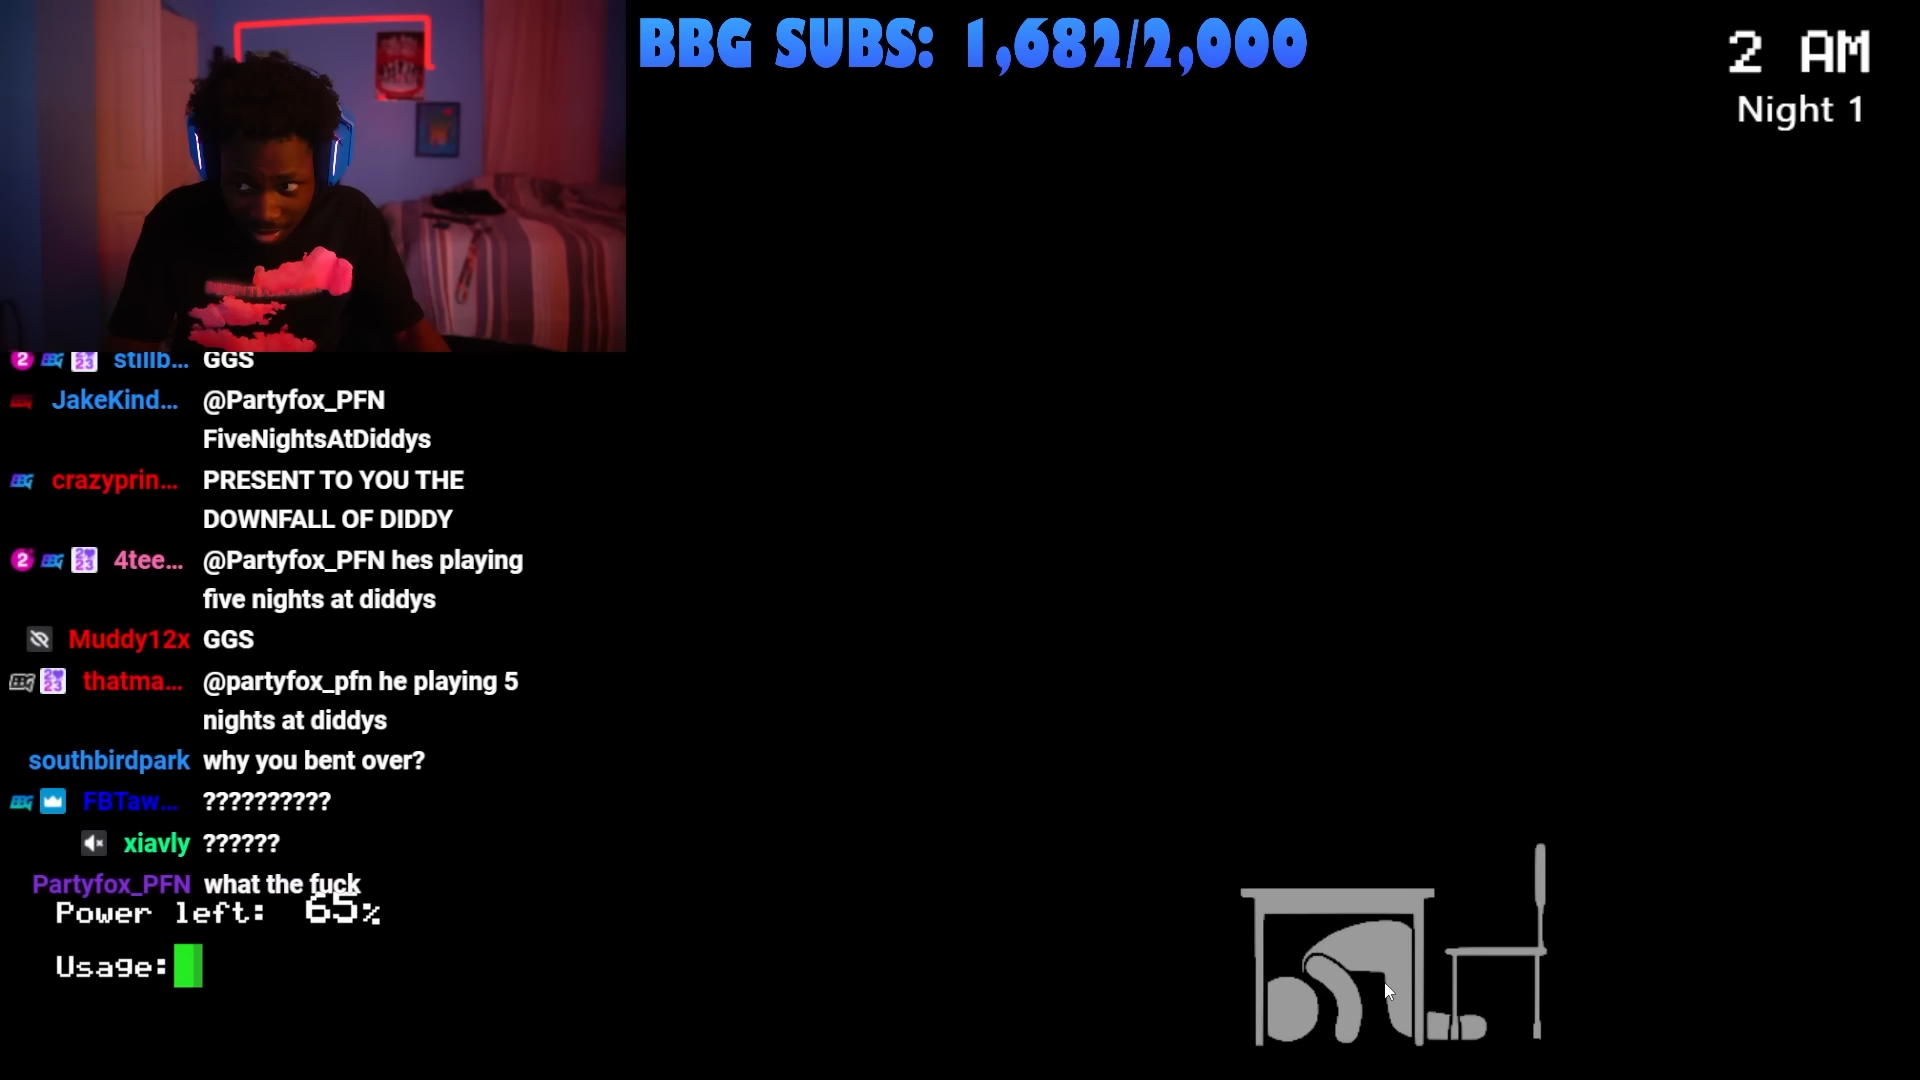 BBG SUBS: 1,682/2,000
2 AM
Night 1
stillb... GGS
JakeKind... @Partyfox_PFN
FiveNightsAtDiddys
crazyprin... PRESENT TO YOU THE
DOWNFALL OF DIDDY
4tee... @Partyfox_PFN hes playing
five nights at diddys
Muddy12x GGS
thatma... @partyfox_pfn he playing 5
nights at diddys
southbirdpark why you bent over?
FBTaw... ??????????
xiavly ??????
Partyfox_PFN what the fuck
Power left: 65%
Usage: